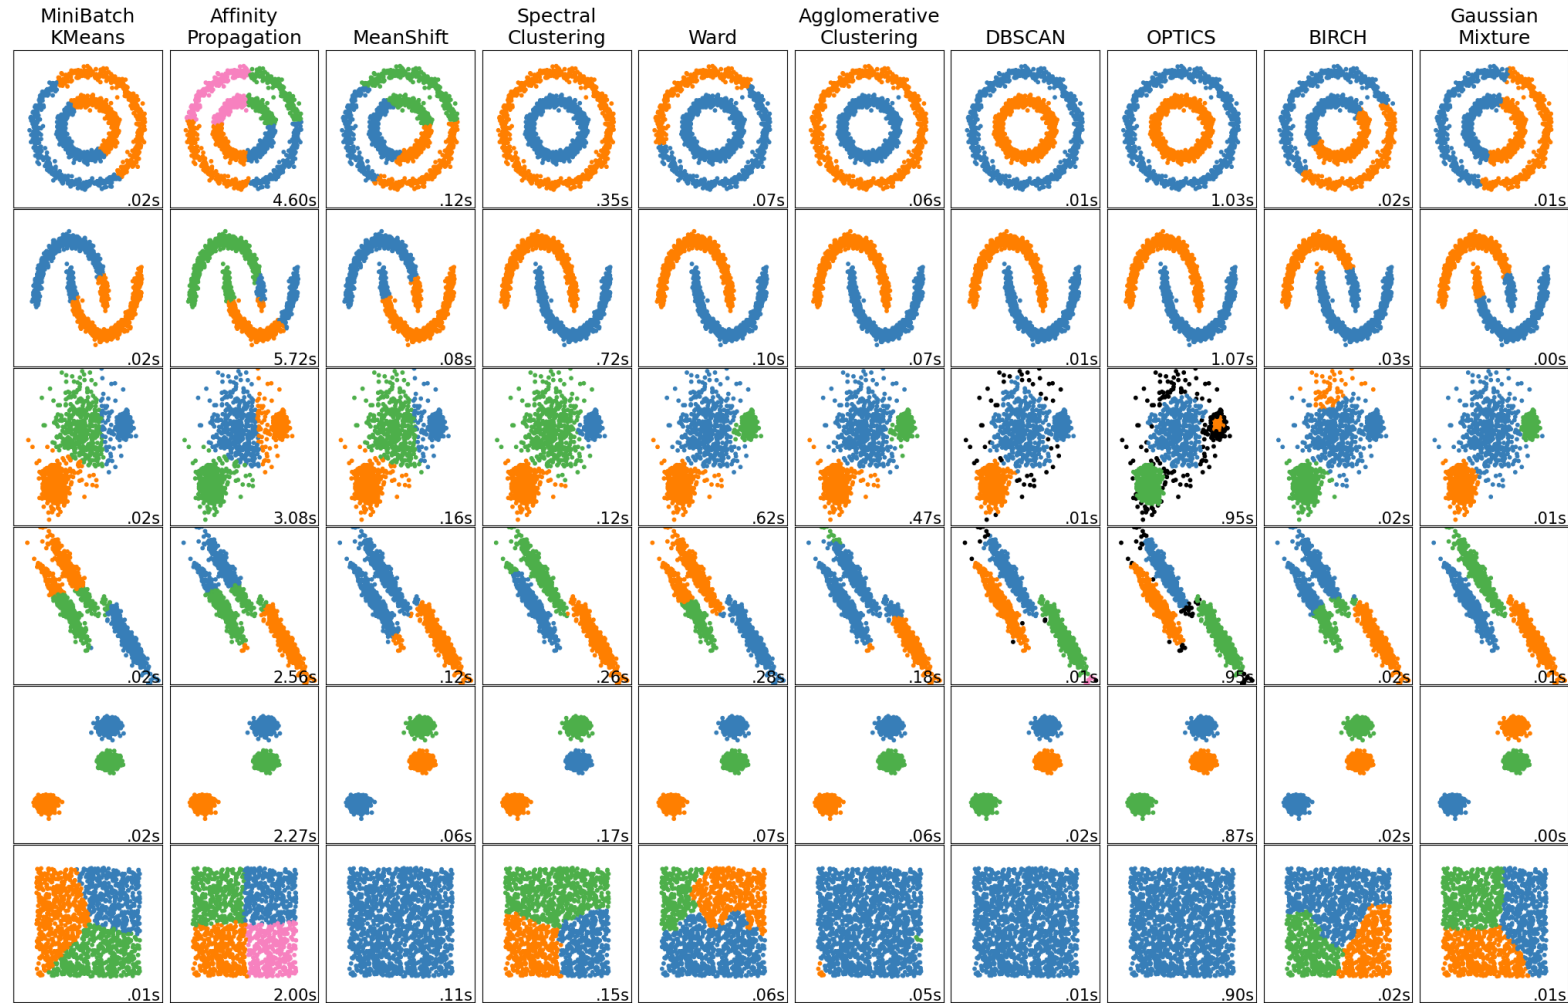 MiniBatch
KMeans
Affinity
Propagation
MeanShift
Spectral
Clustering
Ward
Agglomerative
Clustering
DBSCAN
OPTICS
BIRCH
Gaussian
Mixture
.02s 4.60s .12s .35s .07s .06s .01s 1.03s .02s .01s
.02s 5.72s .08s .72s .10s .07s .01s 1.07s .03s .00s
.02s 3.08s .16s .12s .62s .47s .01s .95s .02s .01s
.02s 2.56s .12s .26s .28s .18s .01s .95s .02s .01s
.02s 2.27s .06s .17s .07s .06s .02s .87s .02s .00s
.01s 2.00s .11s .15s .06s .05s .01s .90s .02s .01s